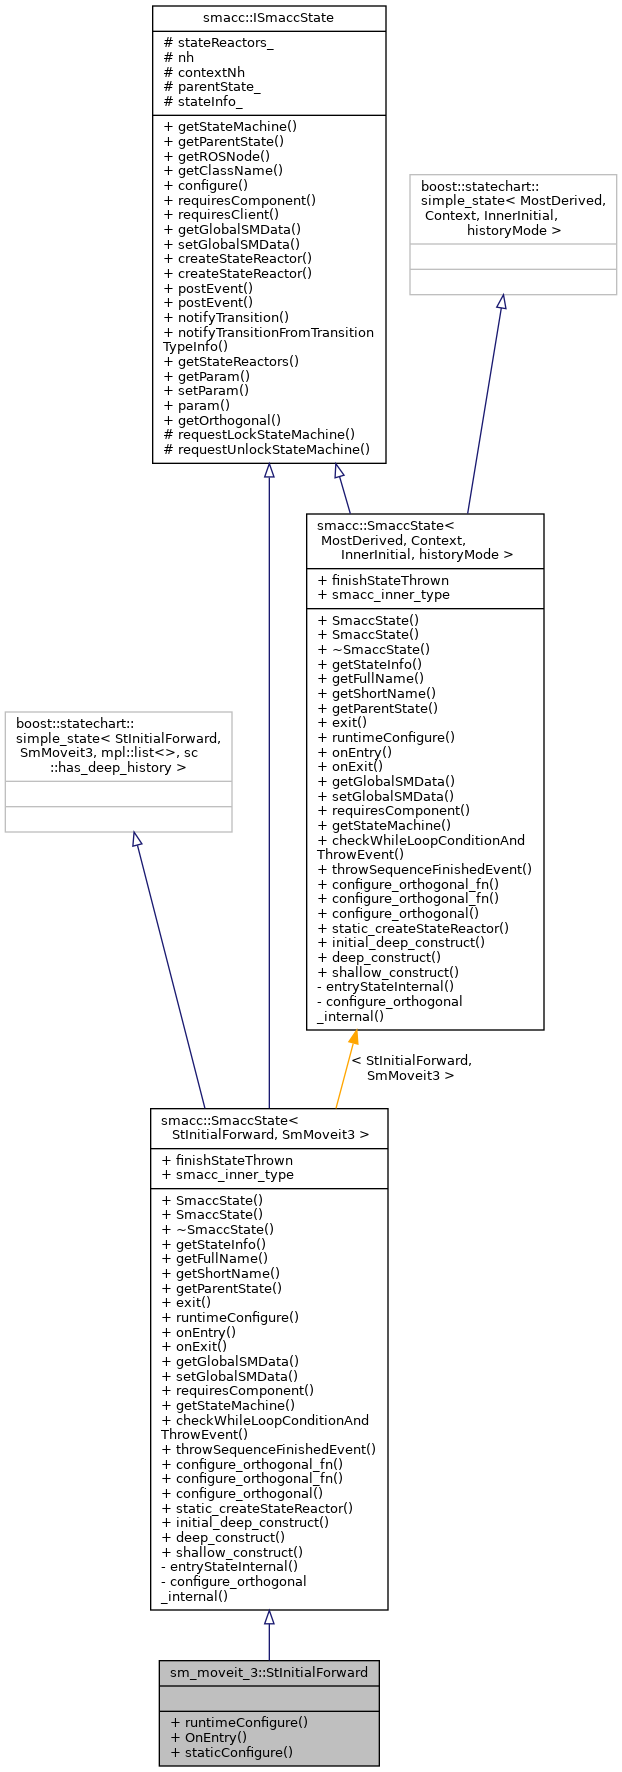 smacc::ISmaccState
# stateReactors_
# nh
# contextNh
# parentState_
# stateInfo_
+ getStateMachine()
+ getParentState()
+ getROSNode()
+ getClassName()
+ configure()
+ requiresComponent()
+ requiresClient()
+ getGlobalSMData()
+ setGlobalSMData()
+ createStateReactor()
+ createStateReactor()
+ postEvent()
+ postEvent()
+ notifyTransition()
+ notifyTransitionFromTransition
TypeInfo()
+ getStateReactors()
+ getParam()
+ setParam()
+ param()
+ getOrthogonal()
# requestLockStateMachine()
# requestUnlockStateMachine()
boost::statechart::
simple_state< MostDerived,
Context, InnerInitial,
historyMode >
smacc::SmaccState<
MostDerived, Context,
InnerInitial, historyMode >
+ finishStateThrown
+ smacc_inner_type
+ SmaccState()
+ SmaccState()
+ ~SmaccState()
+ getStateInfo()
+ getFullName()
+ getShortName()
+ getParentState()
+ exit()
+ runtimeConfigure()
+ onEntry()
+ onExit()
+ getGlobalSMData()
+ setGlobalSMData()
+ requiresComponent()
+ getStateMachine()
+ checkWhileLoopConditionAnd
ThrowEvent()
+ throwSequenceFinishedEvent()
+ configure_orthogonal_fn()
+ configure_orthogonal_fn()
+ configure_orthogonal()
+ static_createStateReactor()
+ initial_deep_construct()
+ deep_construct()
+ shallow_construct()
- entryStateInternal()
- configure_orthogonal
_internal()
boost::statechart::
simple_state< StInitialForward,
SmMoveit3, mpl::list<>, sc
::has_deep_history >
< StInitialForward,
SmMoveit3 >
smacc::SmaccState<
StInitialForward, SmMoveit3 >
+ finishStateThrown
+ smacc_inner_type
+ SmaccState()
+ SmaccState()
+ ~SmaccState()
+ getStateInfo()
+ getFullName()
+ getShortName()
+ getParentState()
+ exit()
+ runtimeConfigure()
+ onEntry()
+ onExit()
+ getGlobalSMData()
+ setGlobalSMData()
+ requiresComponent()
+ getStateMachine()
+ checkWhileLoopConditionAnd
ThrowEvent()
+ throwSequenceFinishedEvent()
+ configure_orthogonal_fn()
+ configure_orthogonal_fn()
+ configure_orthogonal()
+ static_createStateReactor()
+ initial_deep_construct()
+ deep_construct()
+ shallow_construct()
- entryStateInternal()
- configure_orthogonal
_internal()
sm_moveit_3::StInitialForward
+ runtimeConfigure()
+ OnEntry()
+ staticConfigure()